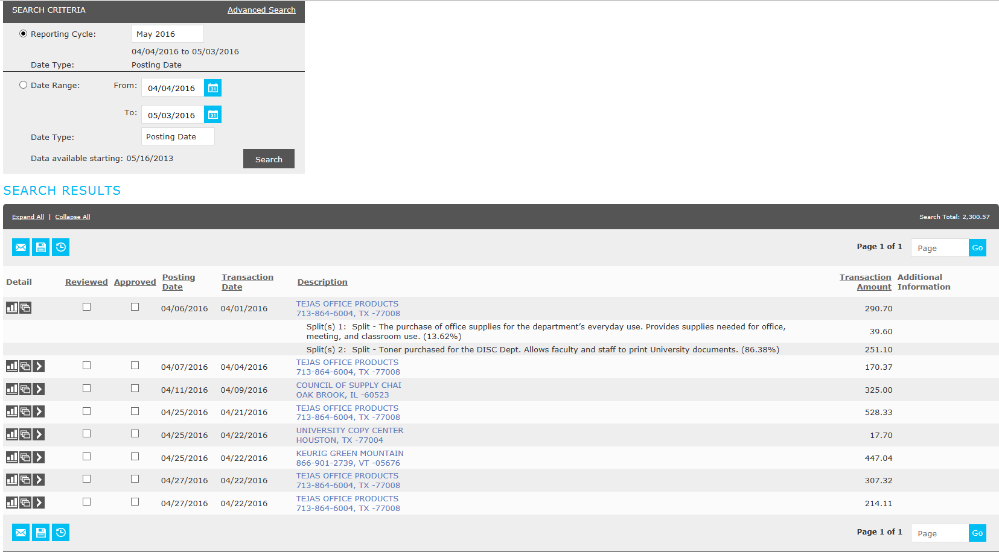 SEARCH CRITERIA Advanced Search
Reporting Cycle: May 2016
04/04/2016 to 05/03/2016
Date Type: Posting Date
Date Range: From: 04/04/2016 31
To: 05/03/2016 31
Date Type: Posting Date
Data available starting: 05/16/2013 Search
SEARCH RESULTS
Expand All | Collapse All Search Total: 2,300.57
Page 1 of 1 Page Go
Detail Reviewed Approved Posting Date Transaction Date Description Transaction Amount Additional Information
04/06/2016 04/01/2016 TEJAS OFFICE PRODUCTS
713-864-6004, TX -77008 290.70
Split(s) 1: Split - The purchase of office supplies for the department’s everyday use. Provides supplies needed for office,
meeting, and classroom use. (13.62%) 39.60
Split(s) 2: Split - Toner purchased for the DISC Dept. Allows faculty and staff to print University documents. (86.38%) 251.10
04/07/2016 04/04/2016 TEJAS OFFICE PRODUCTS
713-864-6004, TX -77008 170.37
04/11/2016 04/09/2016 COUNCIL OF SUPPLY CHAI
OAK BROOK, IL -60523 325.00
04/25/2016 04/21/2016 TEJAS OFFICE PRODUCTS
713-864-6004, TX -77008 528.33
04/25/2016 04/22/2016 UNIVERSITY COPY CENTER
HOUSTON, TX -77004 17.70
04/25/2016 04/22/2016 KEURIG GREEN MOUNTAIN
866-901-2739, VT -05676 447.04
04/27/2016 04/22/2016 TEJAS OFFICE PRODUCTS
713-864-6004, TX -77008 307.32
04/27/2016 04/22/2016 TEJAS OFFICE PRODUCTS
713-864-6004, TX -77008 214.11
Page 1 of 1 Page Go